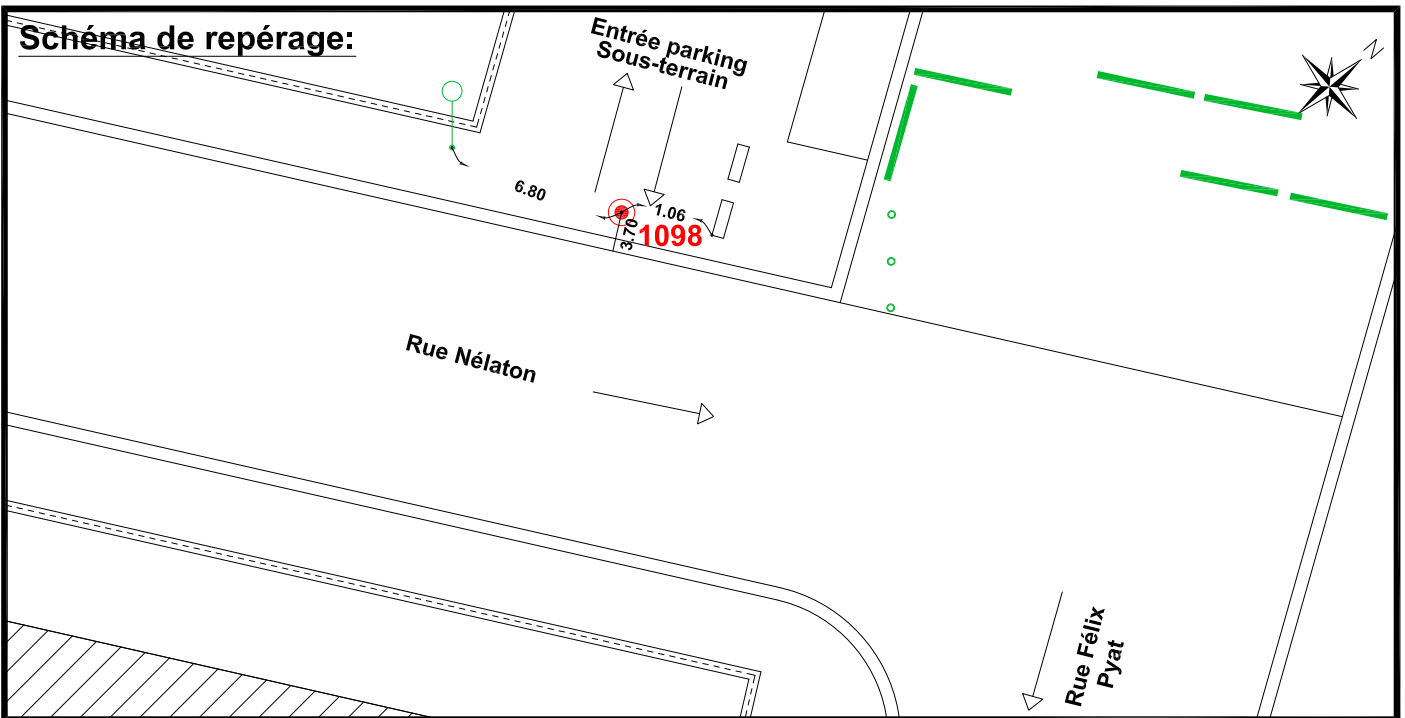 Schéma de repérage:
Entrée parking
Sous-terrain
N
6.80
1.06
3.70
1098
Rue Nélaton
Rue Félix
Pyat